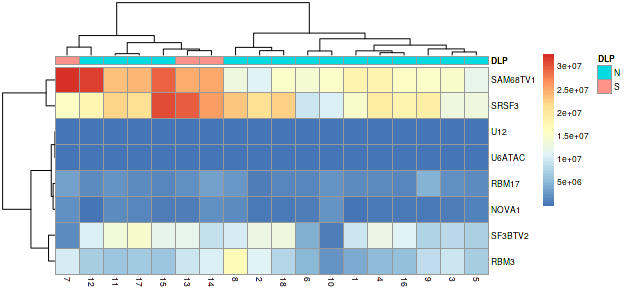 DLP
SAM68TV1
SRSF3
U12
U6ATAC
RBM17
NOVA1
SF3BTV2
RBM3
7 12 11 17 15 13 14 8 2 18 6 10 1 4 16 9 3 5
3e+07
2.5e+07
2e+07
1.5e+07
1e+07
5e+06
DLP
N
S